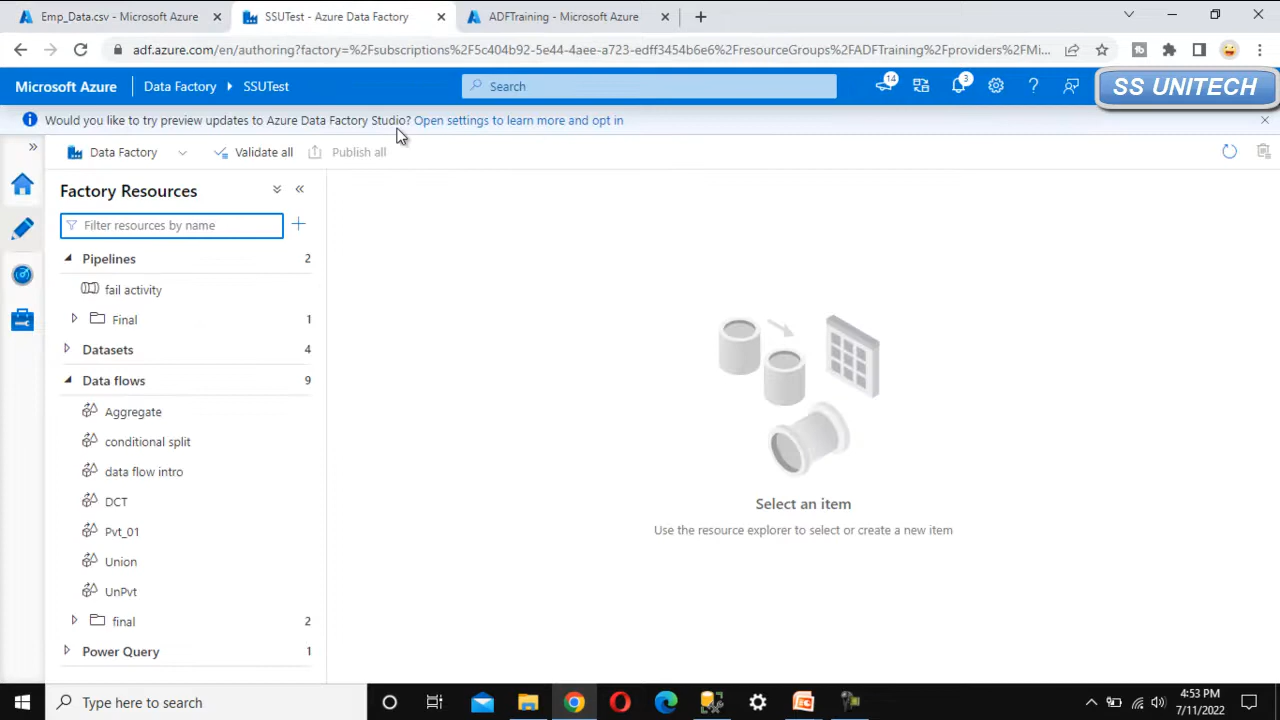 Emp_Data.csv - Microsoft Azure
SSUTest - Azure Data Factory
ADFTraining - Microsoft Azure
adf.azure.com/en/authoring?factory=%2Fsubscriptions%2F5c404b92-5e44-4aee-a723-edff3454b6e6%2FresourceGroups%2FADFTraining%2Fproviders%2FMi...
Microsoft Azure
Data Factory
SSUTest
Search
14
3
SS UNITECH
Would you like to try preview updates to Azure Data Factory Studio? Open settings to learn more and opt in
Data Factory
Validate all
Publish all
Factory Resources
Filter resources by name
Pipelines 2
fail activity
Final 1
Datasets 4
Data flows 9
Aggregate
conditional split
data flow intro
DCT
Pvt_01
Union
UnPvt
final 2
Power Query 1
Select an item
Use the resource explorer to select or create a new item
Type here to search
4:53 PM
7/11/2022